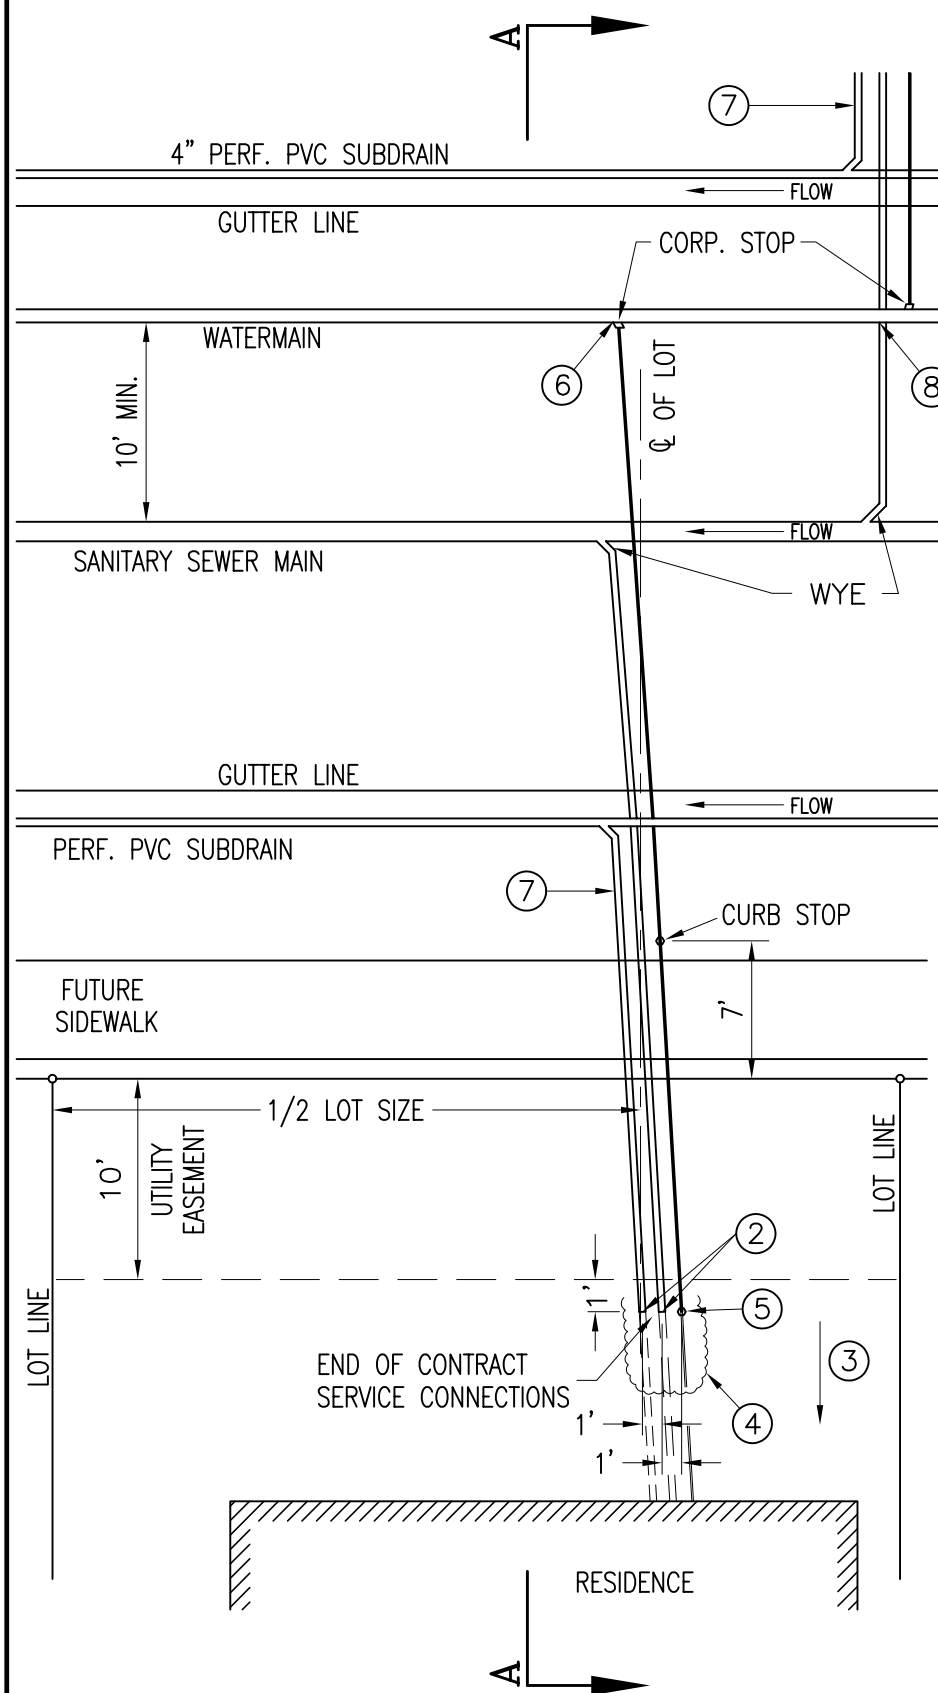 A
7
4" PERF. PVC SUBDRAIN
FLOW
GUTTER LINE
CORP. STOP
WATERMAIN
6
8
10' MIN.
℄ OF LOT
FLOW
SANITARY SEWER MAIN
WYE
GUTTER LINE
FLOW
PERF. PVC SUBDRAIN
7
CURB STOP
FUTURE
SIDEWALK
7'
1/2 LOT SIZE
10'
UTILITY
EASEMENT
LOT LINE
2
1'
5
LOT LINE
3
END OF CONTRACT
SERVICE CONNECTIONS
4
1'
1'
RESIDENCE
A